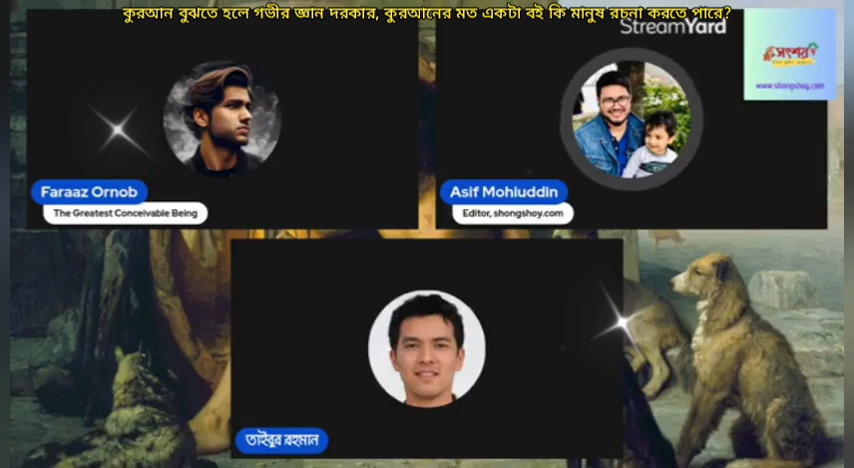 কুরআন বুঝতে হলে গভীর জ্ঞান দরকার, কুরআনের মত একটা বই কি মানুষ রচনা করতে পারে?
StreamYard
সংশয়
www.shongshoy.com
Faraaz Ornob
The Greatest Conceivable Being
Asif Mohiuddin
Editor, shongshoy.com
তাইবুর রহমান